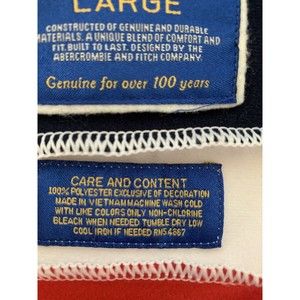 LARGE
CONSTRUCTED OF GENUINE AND DURABLE
MATERIALS. A UNIQUE BLEND OF COMFORT AND
FIT. BUILT TO LAST. DESIGNED BY THE
ABERCROMBIE AND FITCH COMPANY.
Genuine for over 100 years
CARE AND CONTENT
100% POLYESTER EXCLUSIVE OF DECORATION
MADE IN VIETNAM MACHINE WASH COLD
WITH LIKE COLORS ONLY NON-CHLORINE
BLEACH WHEN NEEDED TUMBLE DRY LOW
COOL IRON IF NEEDED RN54867